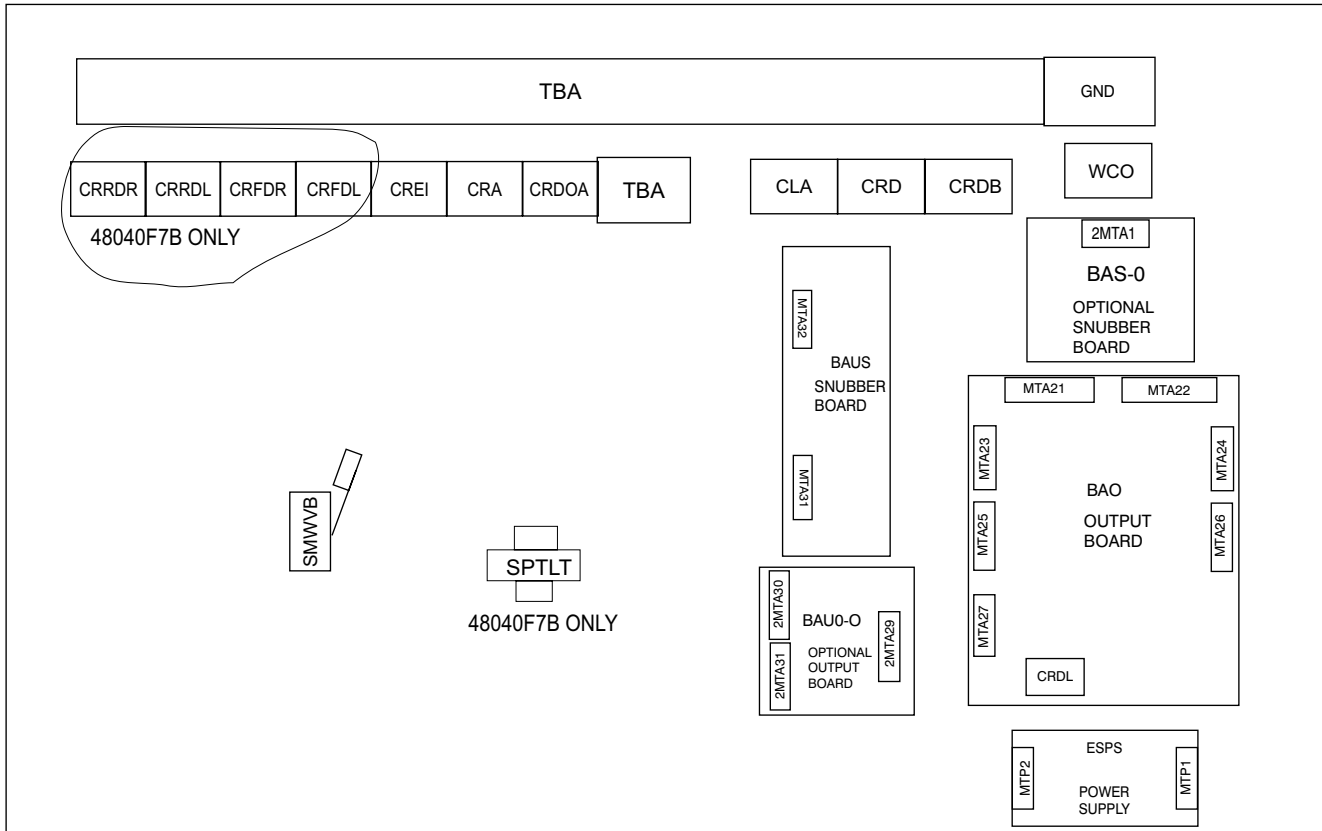 TBA
GND
CRRDR
CRRDL
CRFDR
CRFDL
CREI
CRA
CRDOA
TBA
CLA
CRD
CRDB
WCO
48040F7B ONLY
2MTA1
BAS-0
OPTIONAL
SNUBBER
BOARD
MTA32
BAUS
SNUBBER
BOARD
MTA31
MTA21
MTA22
MTA23
MTA24
BAO
OUTPUT
BOARD
MTA25
MTA26
MTA27
CRDL
SMWVB
SPTLT
48040F7B ONLY
2MTA30
BAU0-O
2MTA29
OPTIONAL
OUTPUT
BOARD
2MTA31
ESPS
MTP2
MTP1
POWER
SUPPLY